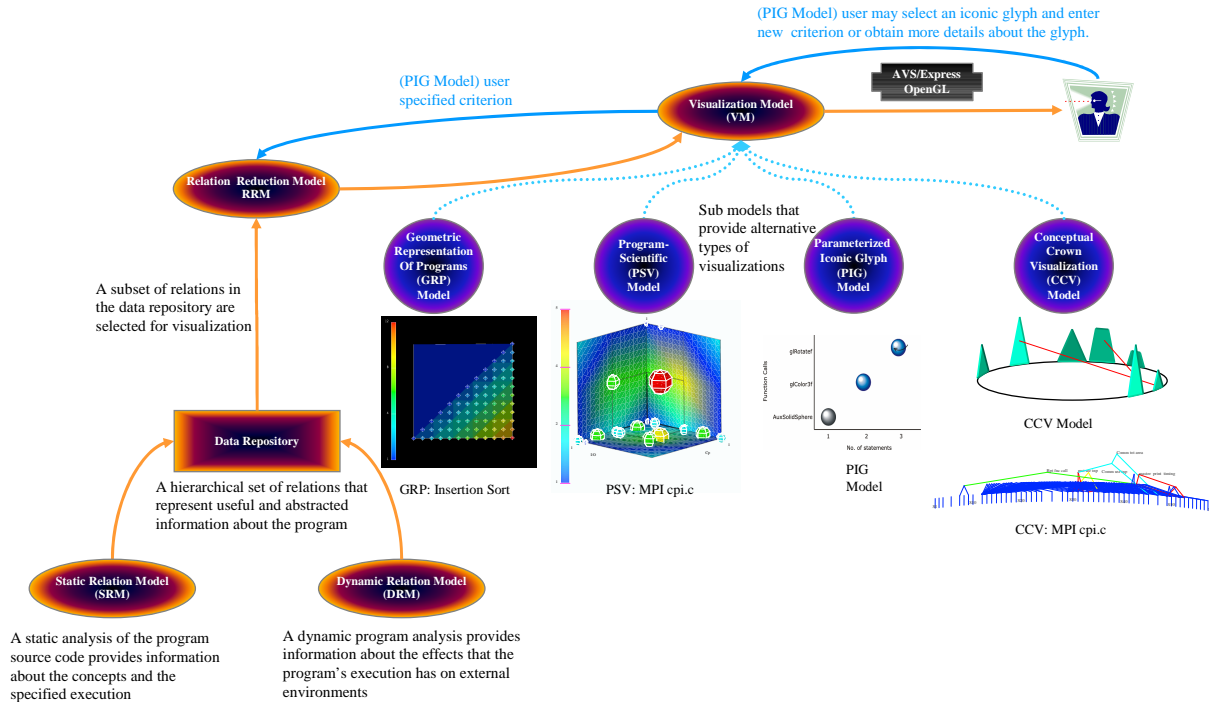 (PIG Model) user may select an iconic glyph and enter
new criterion or obtain more details about the glyph.
AVS/Express
OpenGL
(PIG Model) user
specified criterion
Visualization Model
(VM)
Relation Reduction Model
RRM
Sub models that
provide alternative
types of
visualizations
Geometric
Representation
Of Programs
(GRP)
Model
Program-
Scientific
(PSV)
Model
Parameterized
Iconic Glyph
(PIG)
Model
Conceptual
Crown
Visualization
(CCV)
Model
A subset of relations in
the data repository are
selected for visualization
Function Calls
glRotatef
glColor3f
AuxSolidSphere
1
2
3
No. of statements
CCV Model
Data Repository
A hierarchical set of relations that
represent useful and abstracted
information about the program
GRP: Insertion Sort
PSV: MPI cpi.c
PIG
Model
CCV: MPI cpi.c
Static Relation Model
(SRM)
Dynamic Relation Model
(DRM)
A static analysis of the program
source code provides information
about the concepts and the
specified execution
A dynamic program analysis provides
information about the effects that the
program’s execution has on external
environments